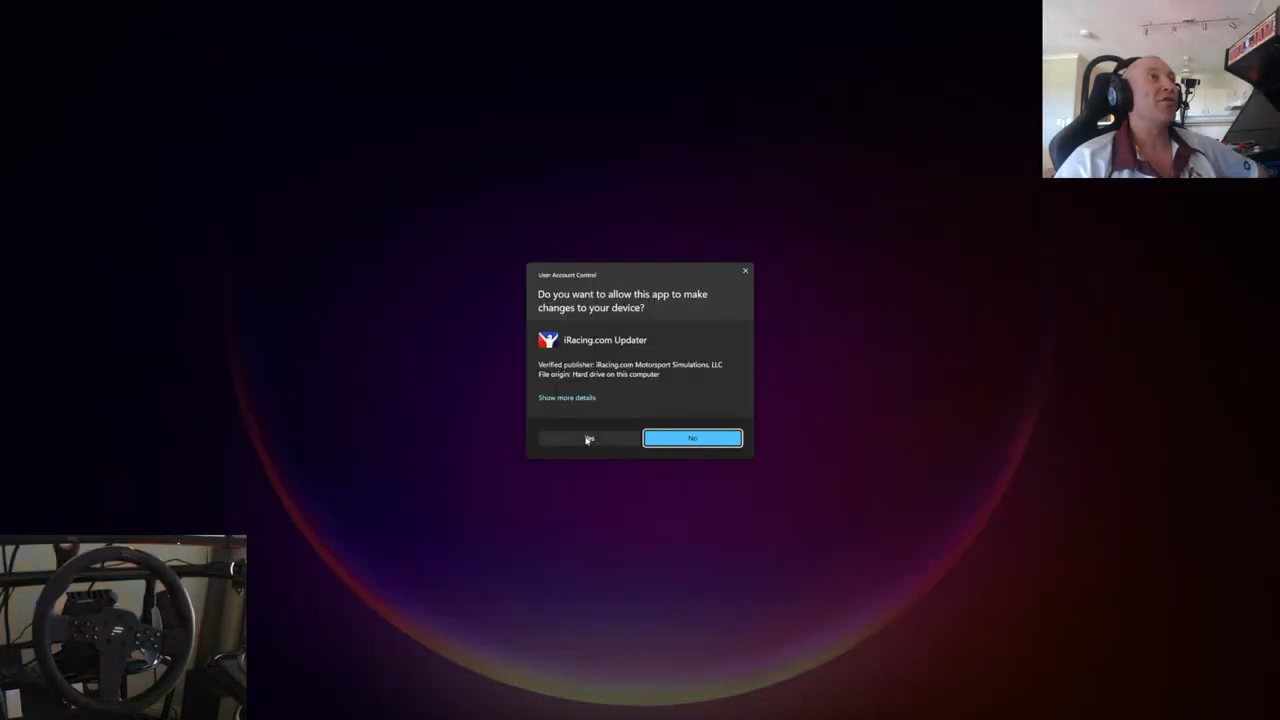 User Account Control
Do you want to allow this app to make
changes to your device?
iRacing.com Updater
Verified publisher: iRacing.com Motorsport Simulations, LLC
File origin: Hard drive on this computer
Show more details
Yes
No